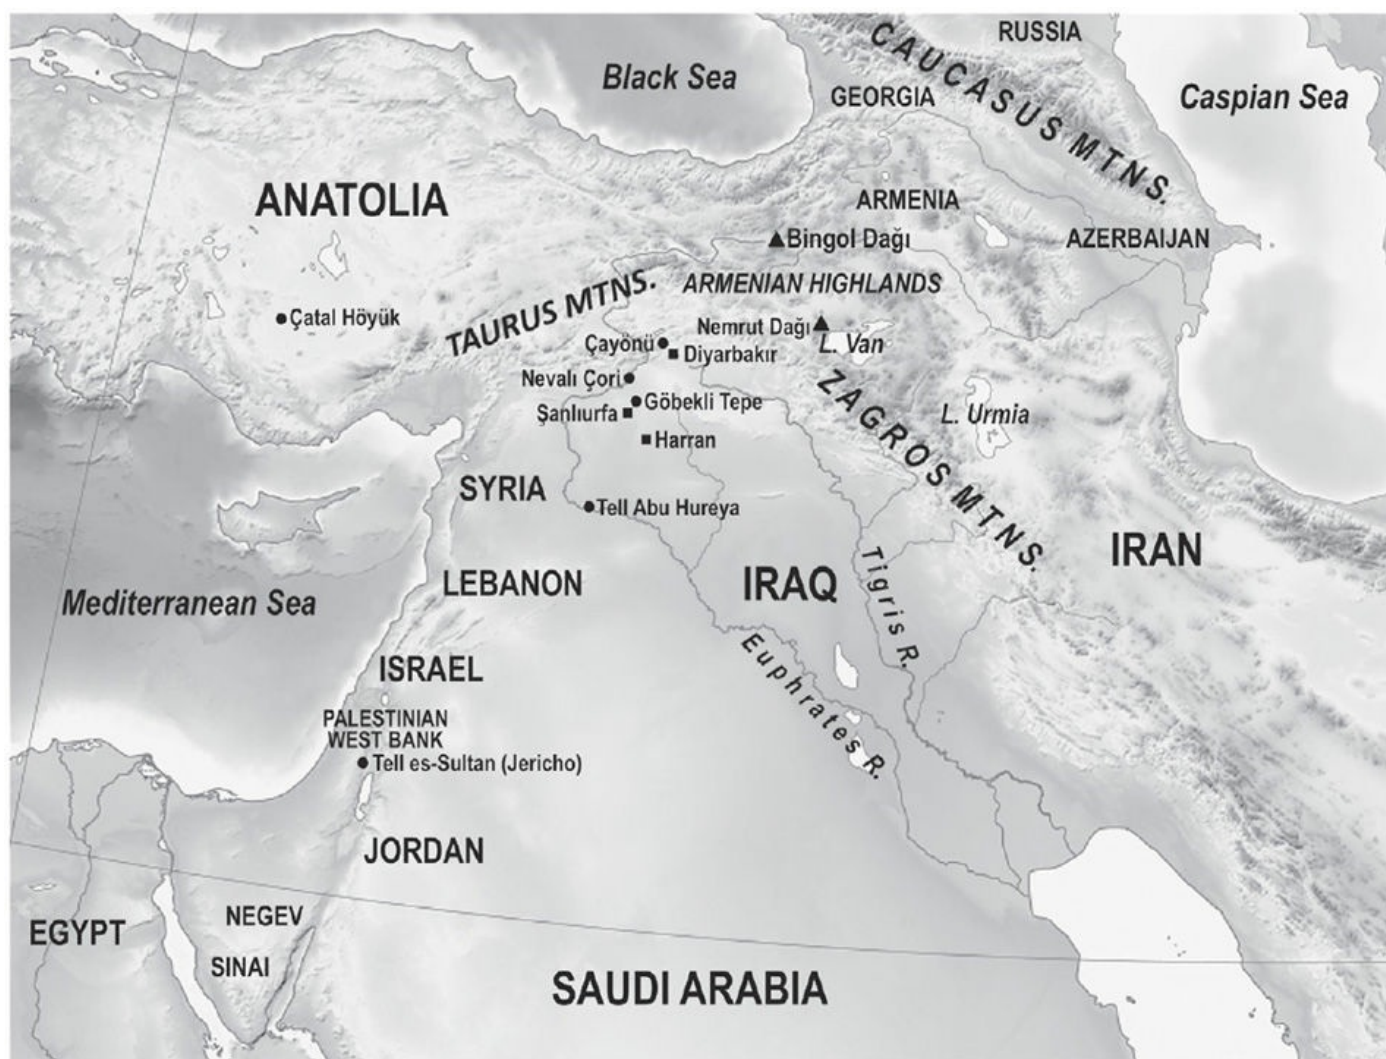 RUSSIA
CAUCASUS MTNS.
Black Sea
GEORGIA
Caspian Sea
ANATOLIA
ARMENIA
AZERBAIJAN
Bingol Dağı
ARMENIAN HIGHLANDS
TAURUS MTNS.
Çatal Höyük
Nemrut Dağı
L. Van
Çayönü
Diyarbakır
Nevalı Çori
Göbekli Tepe
Şanlıurfa
Harran
ZAGROS MTNS.
L. Urmia
SYRIA
Tell Abu Hureya
IRAN
LEBANON
IRAQ
Tigris R.
Mediterranean Sea
Euphrates R.
ISRAEL
PALESTINIAN
WEST BANK
Tell es-Sultan (Jericho)
JORDAN
NEGEV
EGYPT
SINAI
SAUDI ARABIA